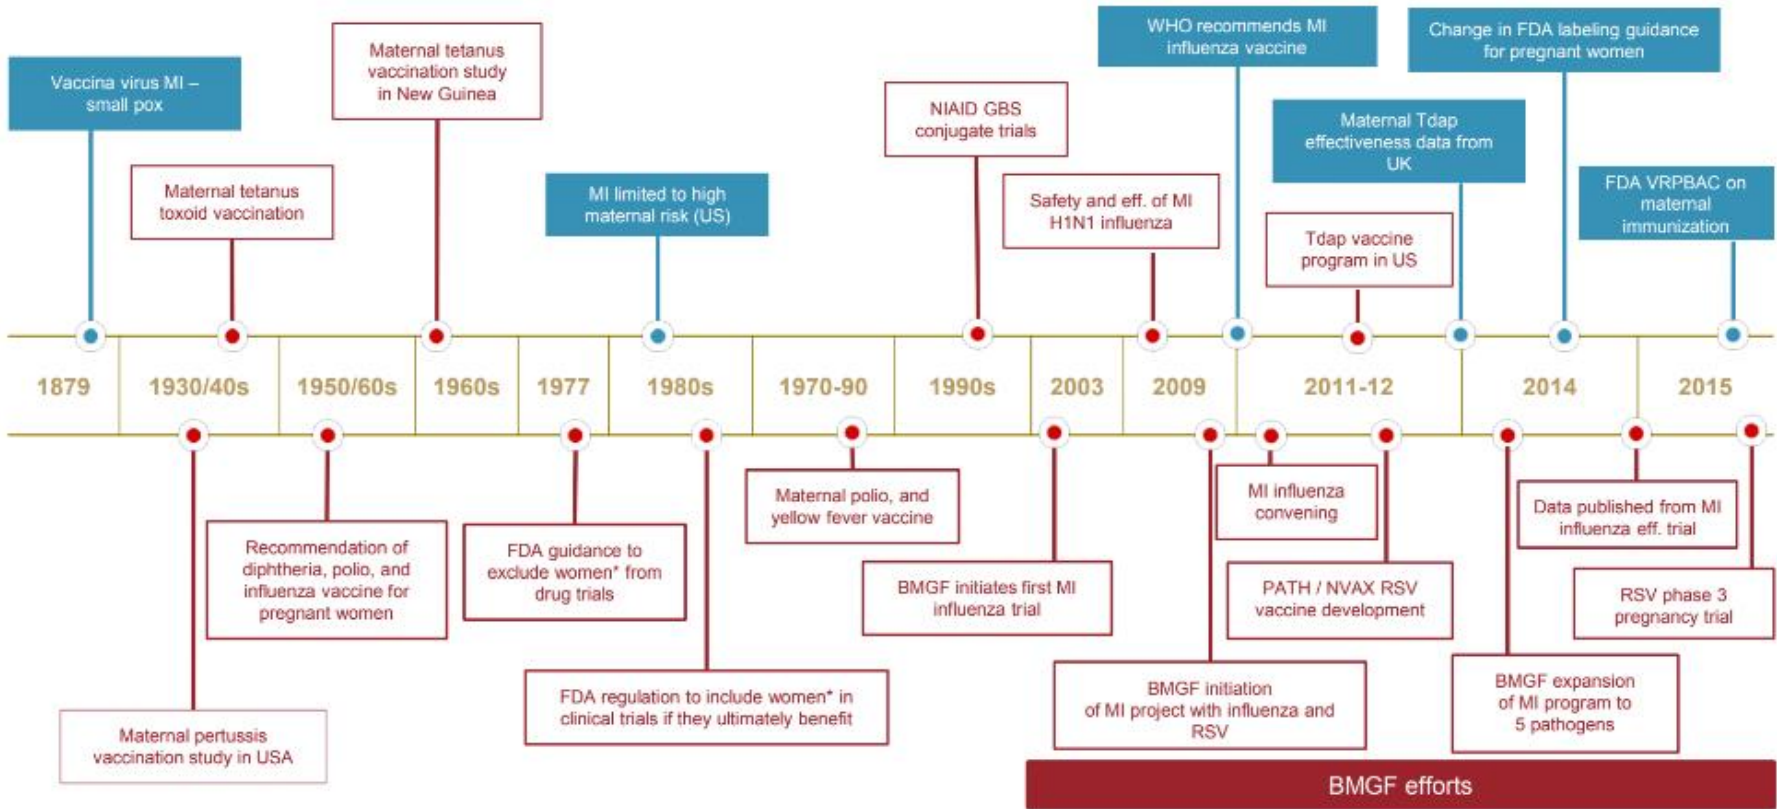 Vaccina virus MI –
small pox
Maternal tetanus
toxoid vaccination
Maternal tetanus
vaccination study
in New Guinea
MI limited to high
maternal risk (US)
NIAID GBS
conjugate trials
Safety and eff. of MI
H1N1 influenza
WHO recommends MI
influenza vaccine
Maternal Tdap
effectiveness data from
UK
Tdap vaccine
program in US
Change in FDA labeling guidance
for pregnant women
FDA VRPBAC on
maternal
immunization
1879
1930/40s
1950/60s
1960s
1977
1980s
1970-90
1990s
2003
2009
2011-12
2014
2015
Maternal pertussis
vaccination study in USA
Recommendation of
diphtheria, polio, and
influenza vaccine for
pregnant women
FDA guidance to
exclude women* from
drug trials
FDA regulation to include women* in
clinical trials if they ultimately benefit
Maternal polio, and
yellow fever vaccine
BMGF initiates first MI
influenza trial
BMGF initiation
of MI project with influenza and
RSV
MI influenza
convening
PATH / NVAX RSV
vaccine development
BMGF expansion
of MI program to
5 pathogens
Data published from MI
influenza eff. trial
RSV phase 3
pregnancy trial
BMGF efforts